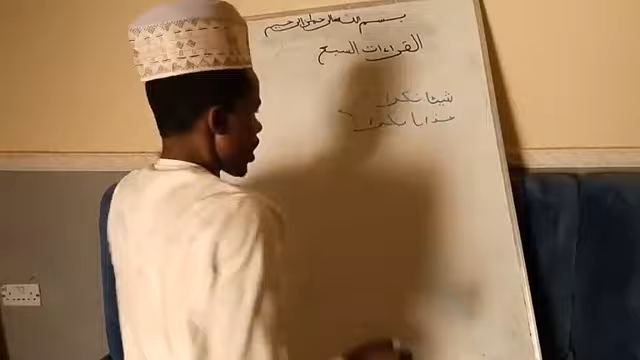 بسم الله الرحمن الرحيم
القراءات السبع
شيئا نكرا
عذابا نكرا